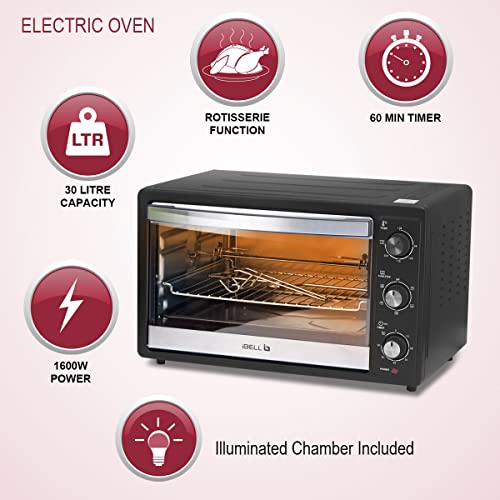 ELECTRIC OVEN
ROTISSERIE
FUNCTION
60 MIN TIMER
LTR
30 LITRE
CAPACITY
1600W
POWER
iBELL b
Illuminated Chamber Included